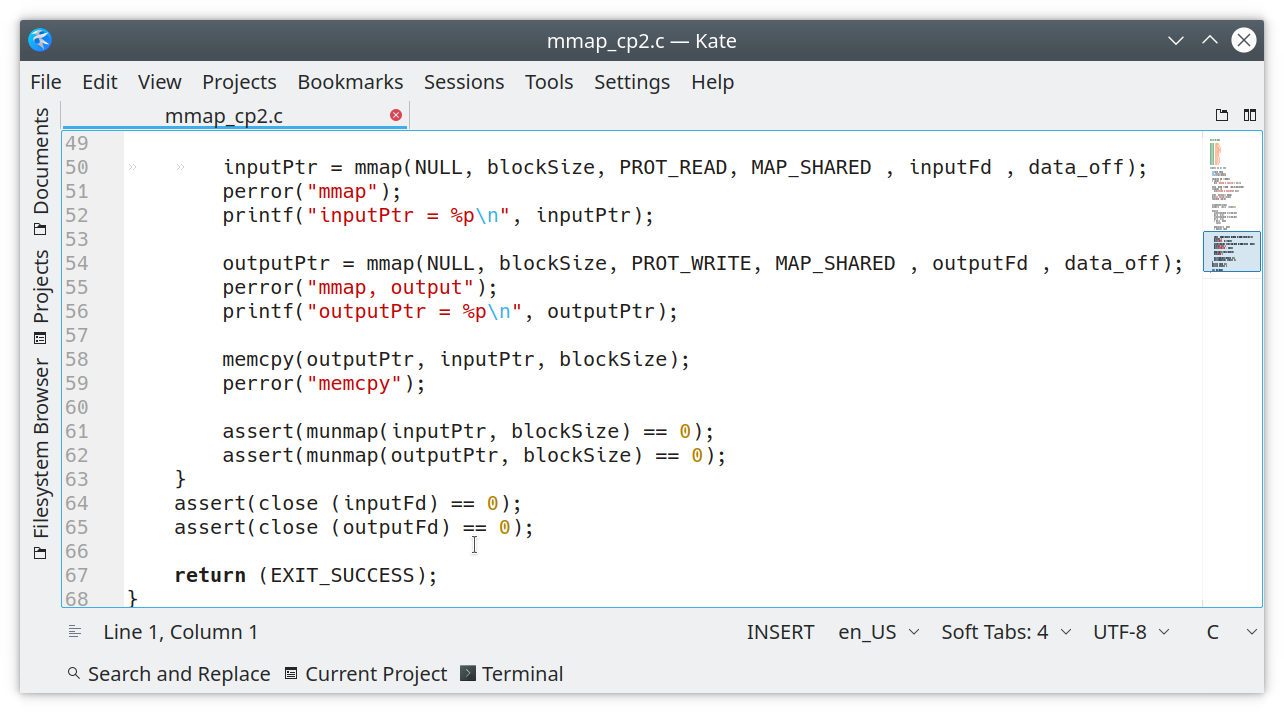 mmap_cp2.c — Kate
File Edit View Projects Bookmarks Sessions Tools Settings Help
Documents
Projects
Filesystem Browser
mmap_cp2.c
49
50 » » inputPtr = mmap(NULL, blockSize, PROT_READ, MAP_SHARED , inputFd , data_off);
51 perror("mmap");
52 printf("inputPtr = %p\n", inputPtr);
53
54 outputPtr = mmap(NULL, blockSize, PROT_WRITE, MAP_SHARED , outputFd , data_off);
55 perror("mmap, output");
56 printf("outputPtr = %p\n", outputPtr);
57
58 memcpy(outputPtr, inputPtr, blockSize);
59 perror("memcpy");
60
61 assert(munmap(inputPtr, blockSize) == 0);
62 assert(munmap(outputPtr, blockSize) == 0);
63 }
64 assert(close (inputFd) == 0);
65 assert(close (outputFd) == 0);
66
67 return (EXIT_SUCCESS);
68 }
Line 1, Column 1 INSERT en_US Soft Tabs: 4 UTF-8 C
Search and Replace Current Project Terminal